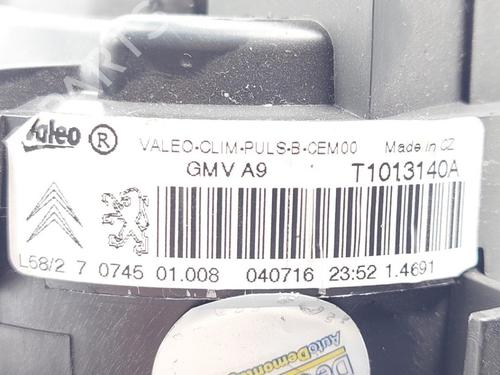 Valeo ® VALEO-CLIM-PULS-B-CEM00 Made in CZ
GMV A9 T1013140A
L58/2 7 0745 01.008 040716 23:52 1.4691